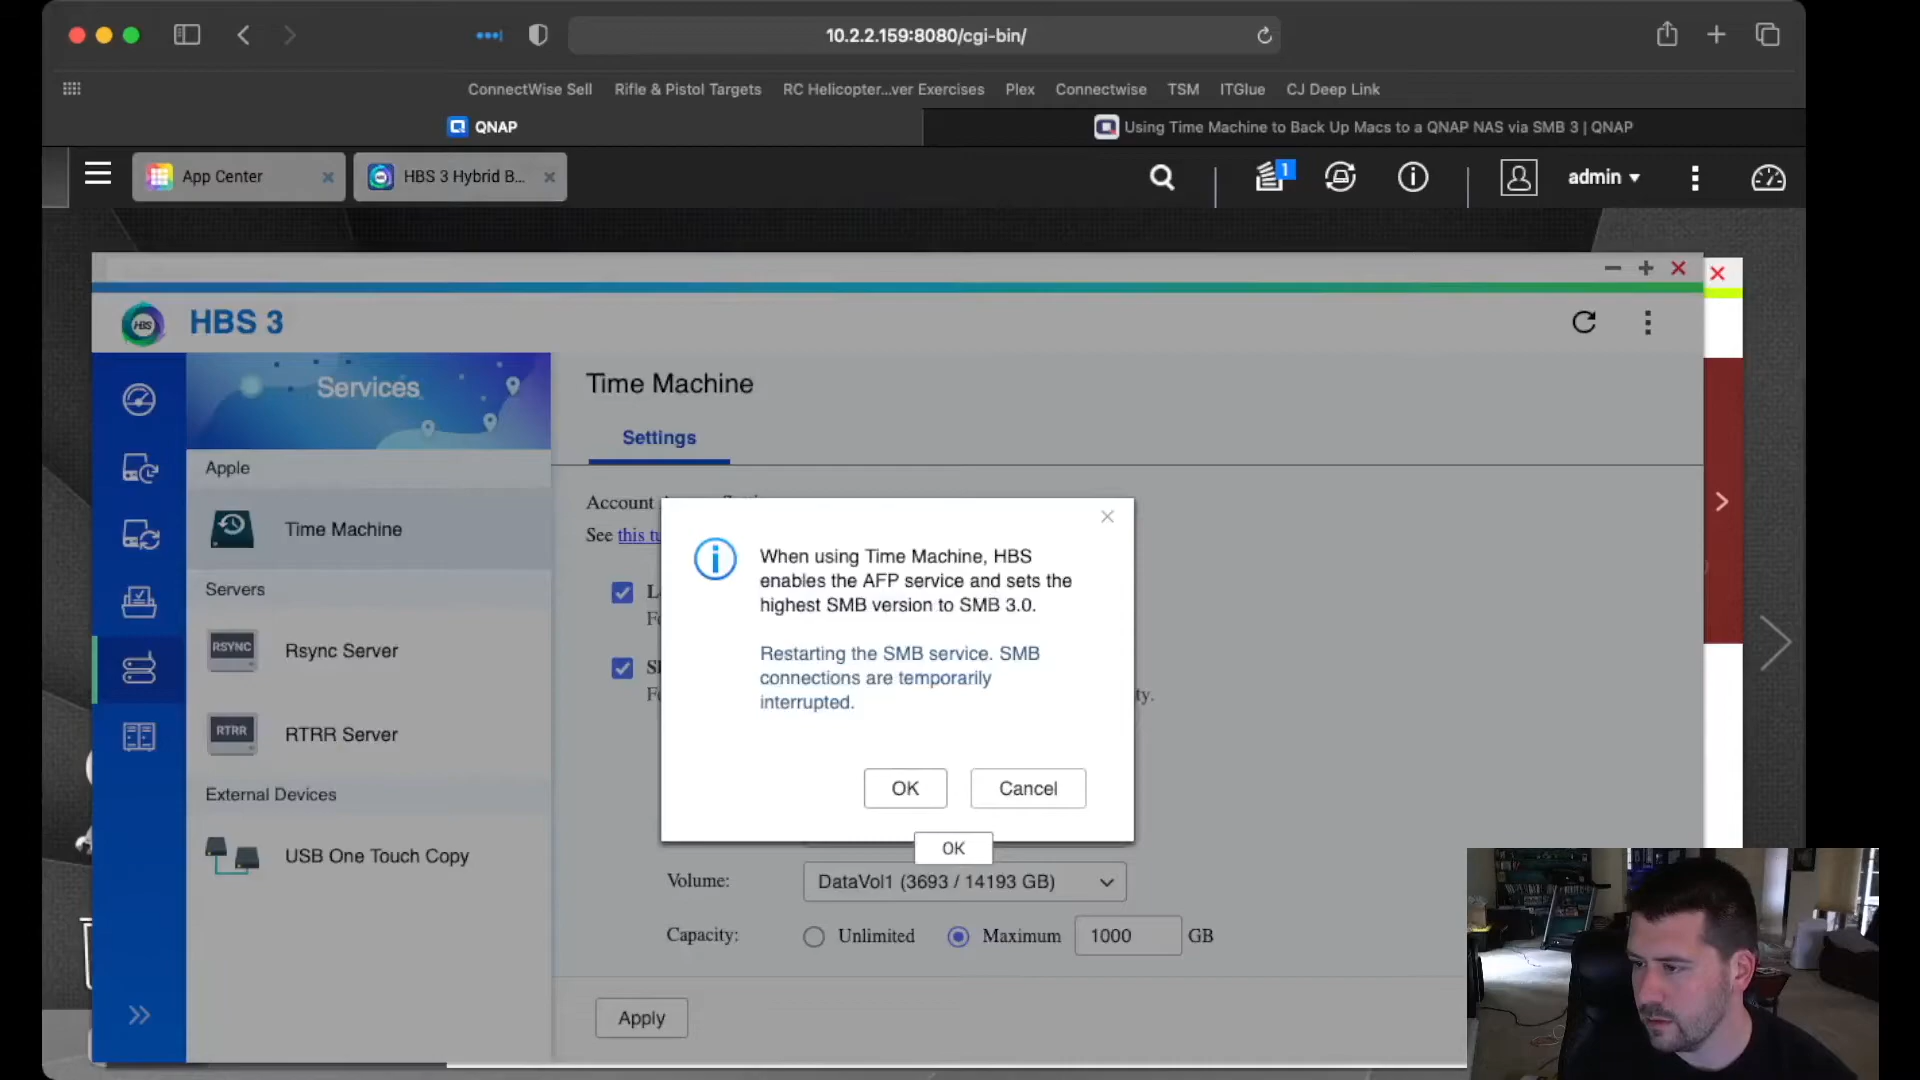 10.2.2.159:8080/cgi-bin/
ConnectWise Sell
Rifle & Pistol Targets
RC Helicopter...ver Exercises
Plex
Connectwise
TSM
ITGlue
CJ Deep Link
QNAP
Using Time Machine to Back Up Macs to a QNAP NAS via SMB 3 | QNAP
App Center
HBS 3 Hybrid B...
1
admin
HBS
HBS 3
Services
Time Machine
Settings
Apple
Time Machine
Servers
RSYNC
Rsync Server
RTRR
RTRR Server
External Devices
USB One Touch Copy
Account
See this
When using Time Machine, HBS
enables the AFP service and sets the
highest SMB version to SMB 3.0.
Restarting the SMB service. SMB
connections are temporarily
interrupted.
OK
Cancel
OK
Volume:
DataVol1 (3693 / 14193 GB)
Capacity:
Unlimited
Maximum
1000
GB
Apply